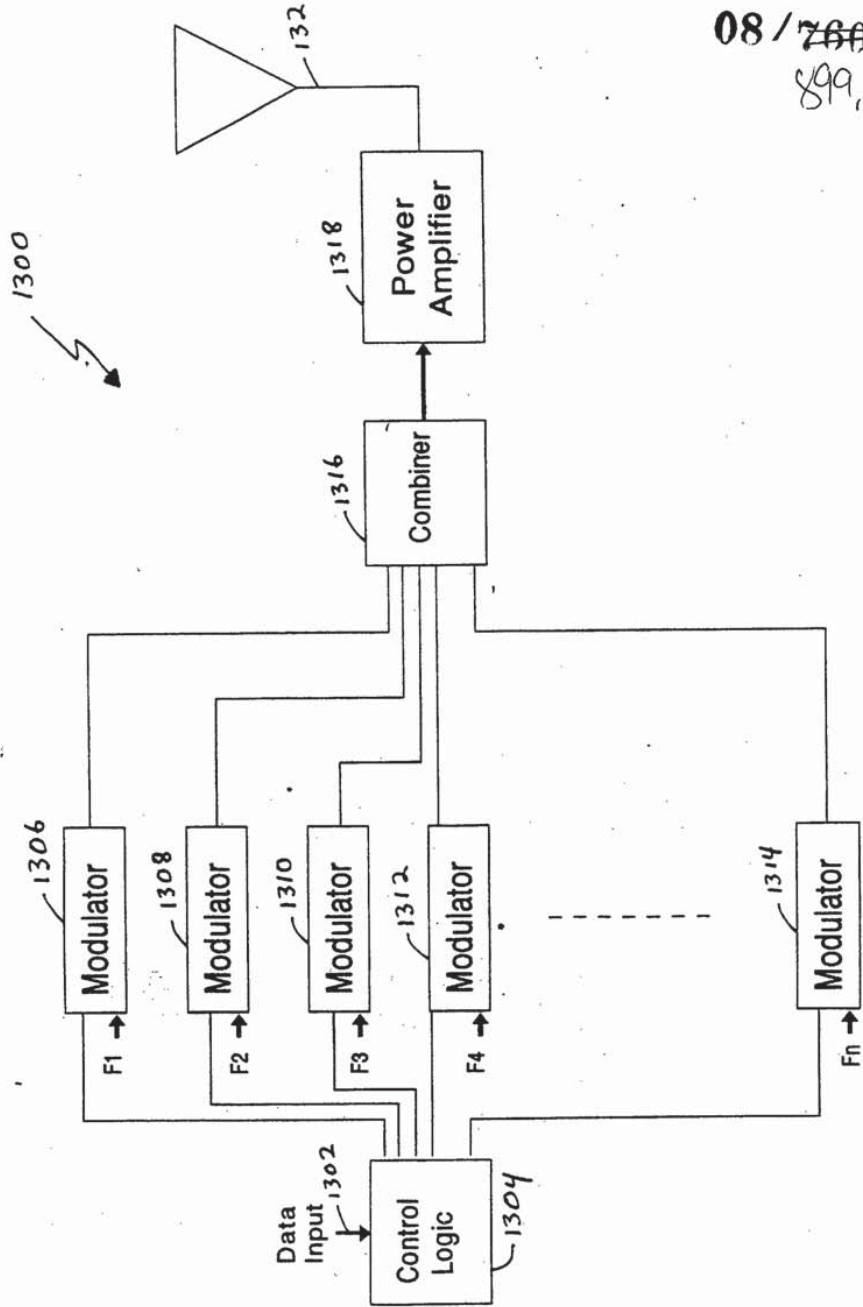 08/766
899,
1300
132
1318
Power
Amplifier
1316
Combiner
1306
Modulator
F1
1308
Modulator
F2
1310
Modulator
F3
1312
Modulator
F4
1314
Modulator
Fn
Data
Input
1302
Control
Logic
1304